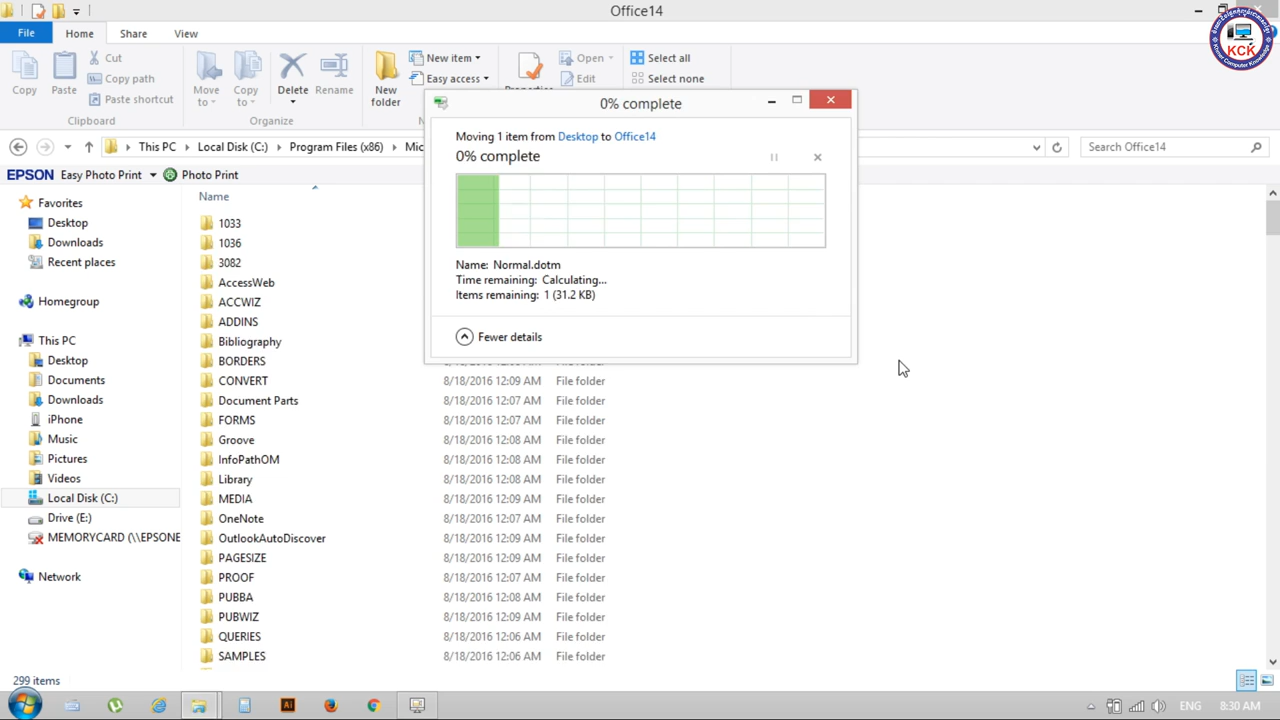 Office14
File Home Share View
Copy
Paste
Cut
Copy path
Paste shortcut
Clipboard
Move to
Copy to
Delete
Rename
Organize
New folder
New item
Easy access
Open
Edit
Select all
Select none
This PC Local Disk (C:) Program Files (x86)
Search Office14
EPSON Easy Photo Print Photo Print
0% complete
Moving 1 item from Desktop to Office14
0% complete
Name: Normal.dotm
Time remaining: Calculating...
Items remaining: 1 (31.2 KB)
Fewer details
Favorites
Desktop
Downloads
Recent places
Homegroup
This PC
Desktop
Documents
Downloads
iPhone
Music
Pictures
Videos
Local Disk (C:)
Drive (E:)
MEMORYCARD (\\EPSONE
Network
Name
1033
1036
3082
AccessWeb
ACCWIZ
ADDINS
Bibliography
BORDERS
CONVERT 8/18/2016 12:09 AM File folder
Document Parts 8/18/2016 12:07 AM File folder
FORMS 8/18/2016 12:07 AM File folder
Groove 8/18/2016 12:08 AM File folder
InfoPathOM 8/18/2016 12:08 AM File folder
Library 8/18/2016 12:08 AM File folder
MEDIA 8/18/2016 12:09 AM File folder
OneNote 8/18/2016 12:07 AM File folder
OutlookAutoDiscover 8/18/2016 12:09 AM File folder
PAGESIZE 8/18/2016 12:09 AM File folder
PROOF 8/18/2016 12:07 AM File folder
PUBBA 8/18/2016 12:08 AM File folder
PUBWIZ 8/18/2016 12:09 AM File folder
QUERIES 8/18/2016 12:06 AM File folder
SAMPLES 8/18/2016 12:06 AM File folder
299 items
ENG 8:30 AM
KCK
Khmer Computer Knowledge